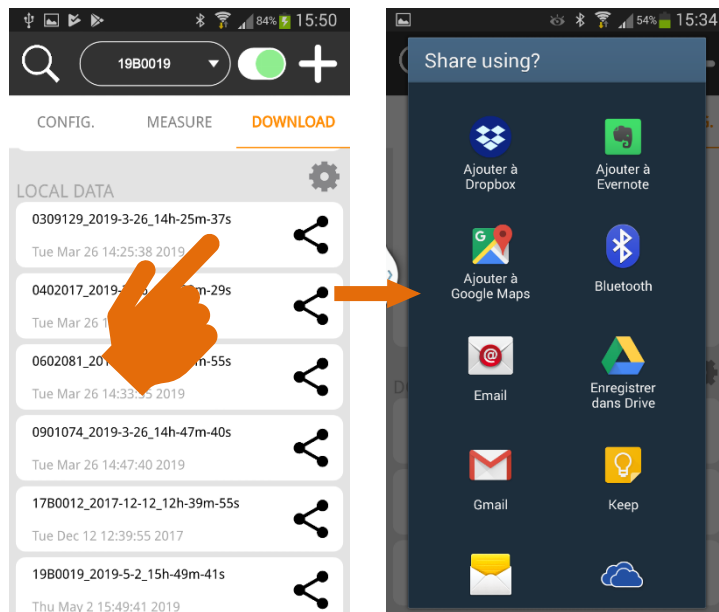 84% 15:50
19B0019
CONFIG. MEASURE DOWNLOAD
LOCAL DATA
0309129_2019-3-26_14h-25m-37s
Tue Mar 26 14:25:38 2019
0402017_2019- m-29s
Tue Mar 26 1
0602081_201 m-55s
Tue Mar 26 14:33: 2019
0901074_2019-3-26_14h-47m-40s
Tue Mar 26 14:47:40 2019
17B0012_2017-12-12_12h-39m-55s
Tue Dec 12 12:39:55 2017
19B0019_2019-5-2_15h-49m-41s
Thu May 2 15:49:41 2019
54% 15:34
Share using?
Ajouter à
Dropbox
Ajouter à
Evernote
Ajouter à
Google Maps
Bluetooth
Email
Enregistrer
dans Drive
Gmail
Keep